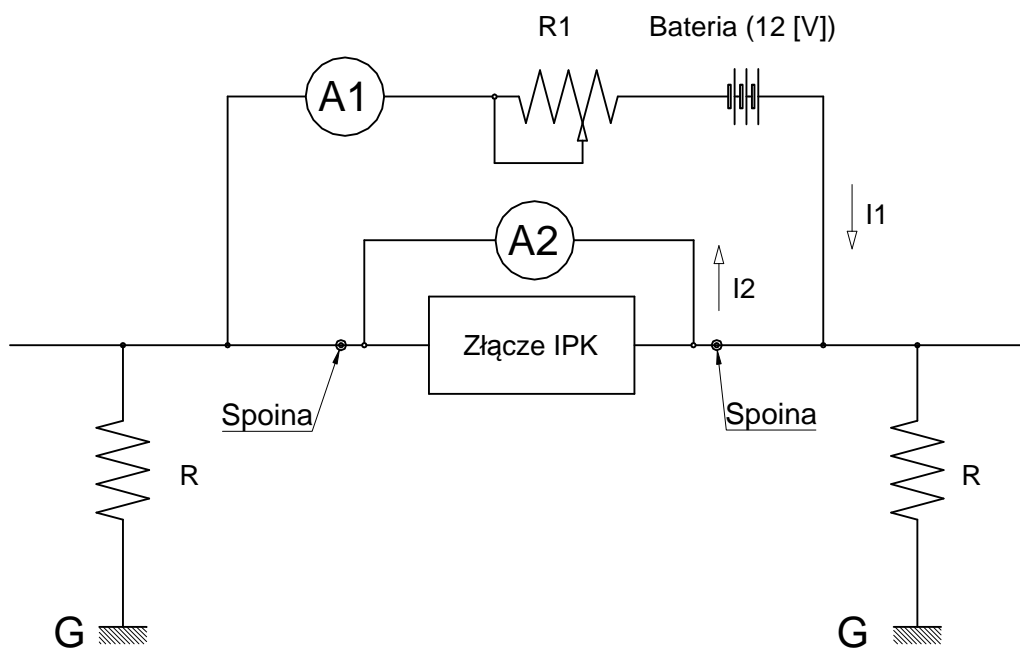 R1
Bateria (12 [V])
A1
I1
A2
I2
Złącze IPK
Spoina
Spoina
R
R
G
G